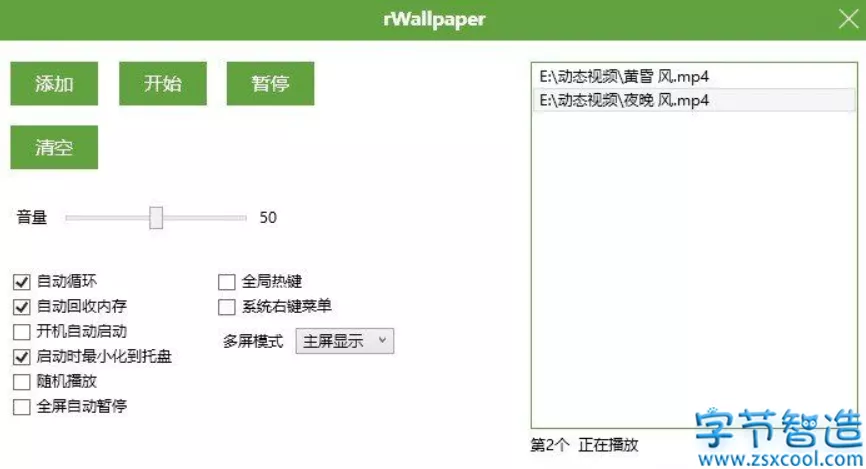 rWallpaper
添加 开始 暂停
清空
音量 50
自动循环 全局热键
自动回收内存 系统右键菜单
开机自动启动
多屏模式 主屏显示
启动时最小化到托盘
随机播放
全屏自动暂停
E:\动态视频\黄昏 风.mp4
E:\动态视频\夜晚 风.mp4
第2个 正在播放
字节智造
www.zsxcool.com